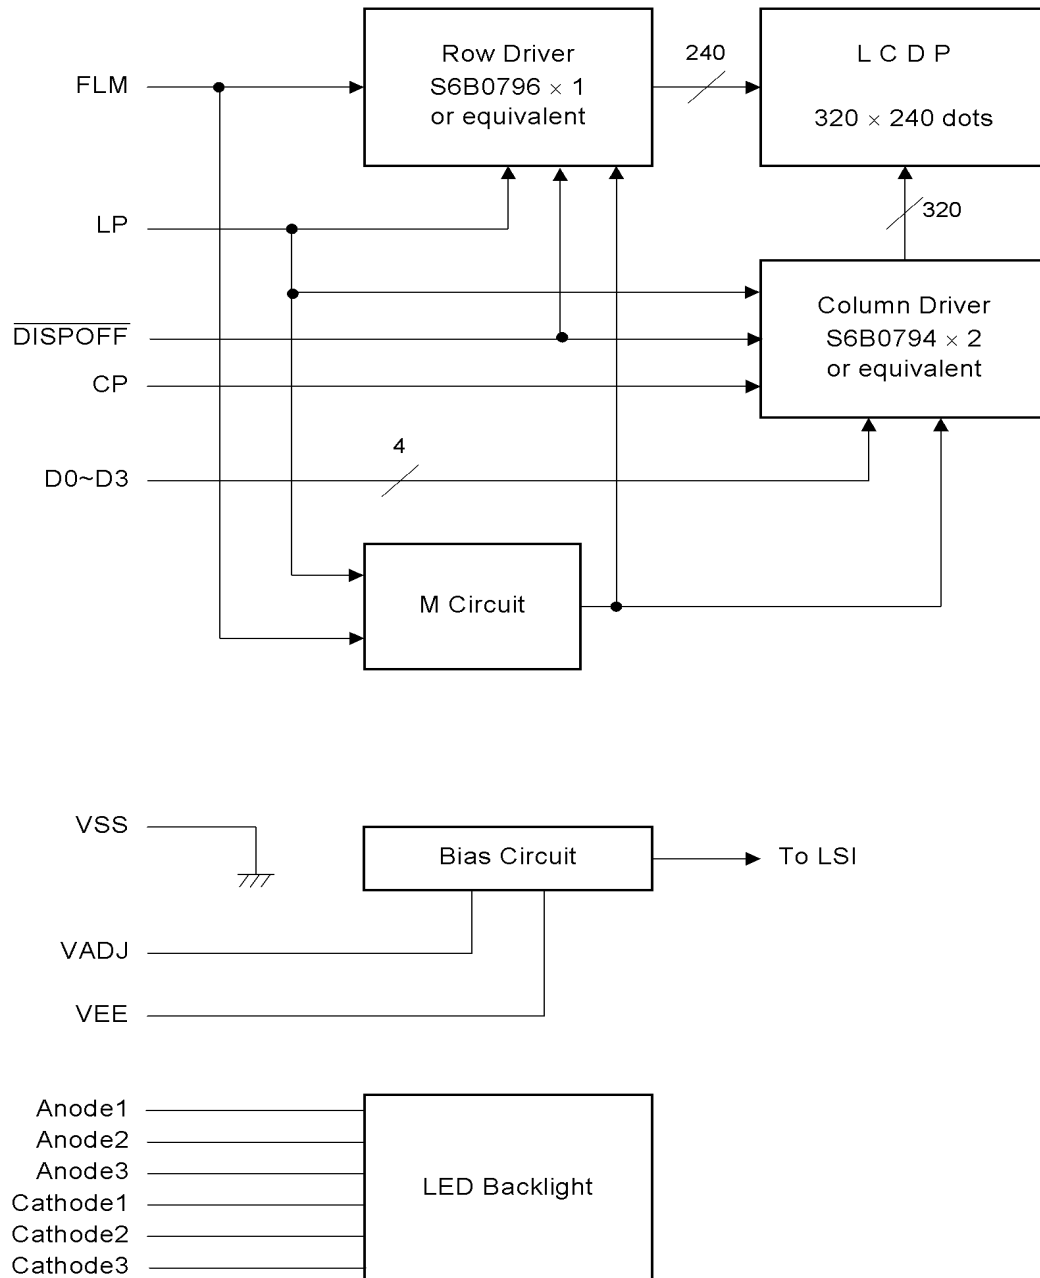 Row Driver
S6B0796 × 1
or equivalent
240
L C D P
320 × 240 dots
FLM
LP
320
Column Driver
S6B0794 × 2
or equivalent
DISPOFF
CP
4
D0~D3
M Circuit
VSS
Bias Circuit
To LSI
VADJ
VEE
Anode1
Anode2
Anode3
Cathode1
Cathode2
Cathode3
LED Backlight